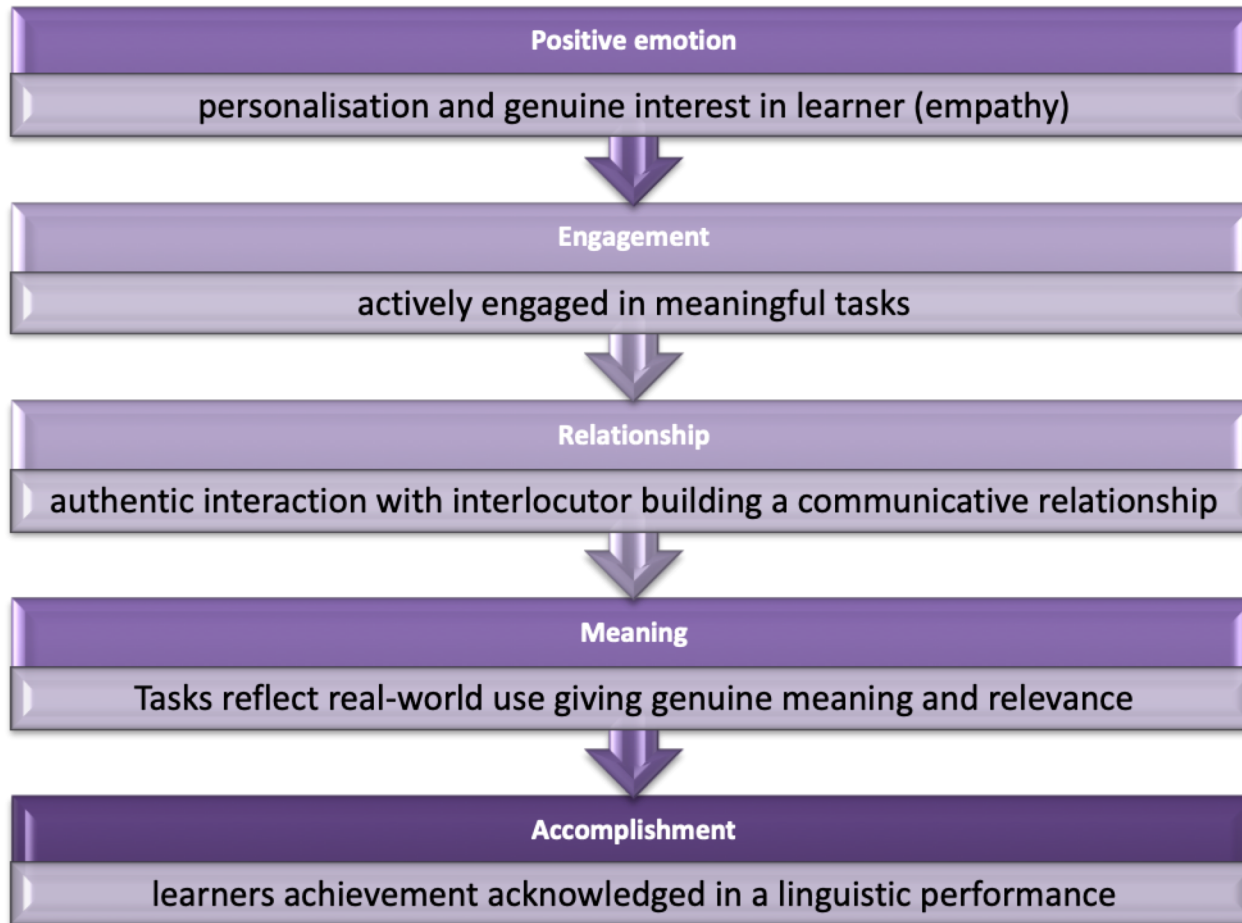 Positive emotion
personalisation and genuine interest in learner (empathy)
Engagement
actively engaged in meaningful tasks
Relationship
authentic interaction with interlocutor building a communicative relationship
Meaning
Tasks reflect real-world use giving genuine meaning and relevance
Accomplishment
learners achievement acknowledged in a linguistic performance